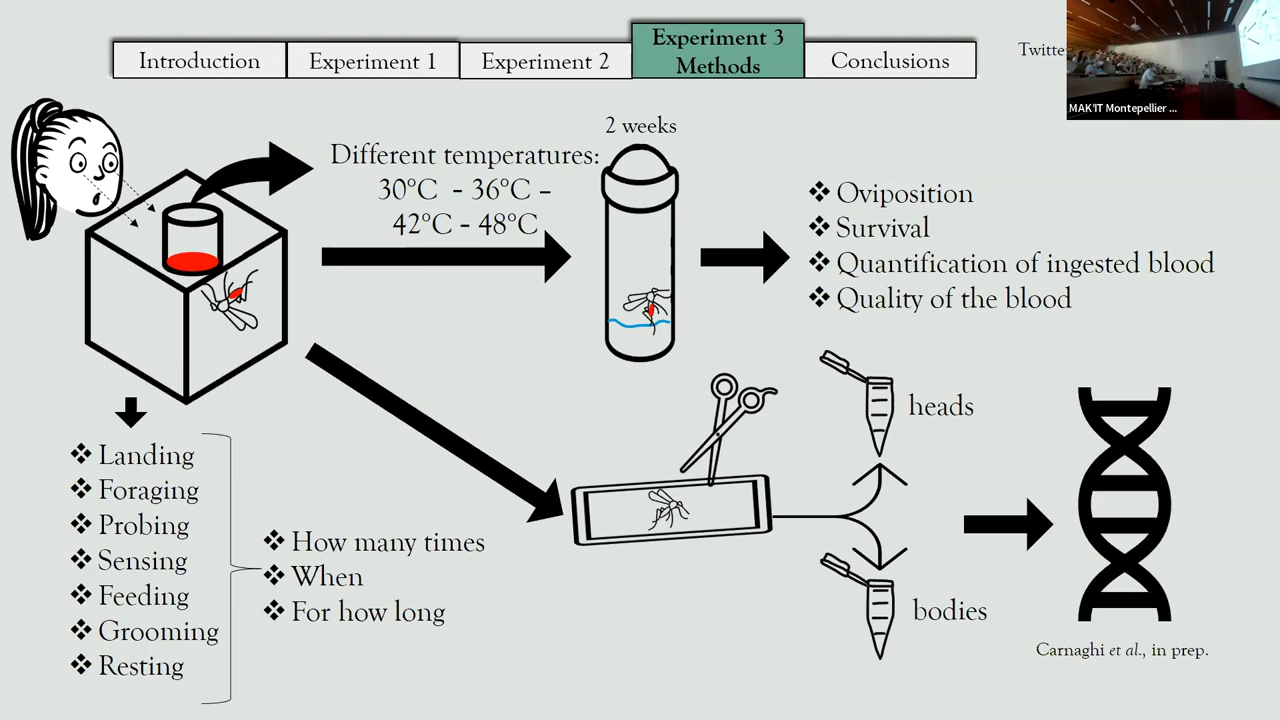 Introduction
Experiment 1
Experiment 2
Experiment 3
Methods
Conclusions
Twitte
MAK'IT Montepellier ...
2 weeks
Different temperatures:
30°C - 36°C –
42°C - 48°C
❖ Oviposition
❖ Survival
❖ Quantification of ingested blood
❖ Quality of the blood
heads
❖ Landing
❖ Foraging
❖ Probing
❖ Sensing
❖ Feeding
❖ Grooming
❖ Resting
❖ How many times
❖ When
❖ For how long
bodies
Carnaghi et al., in prep.